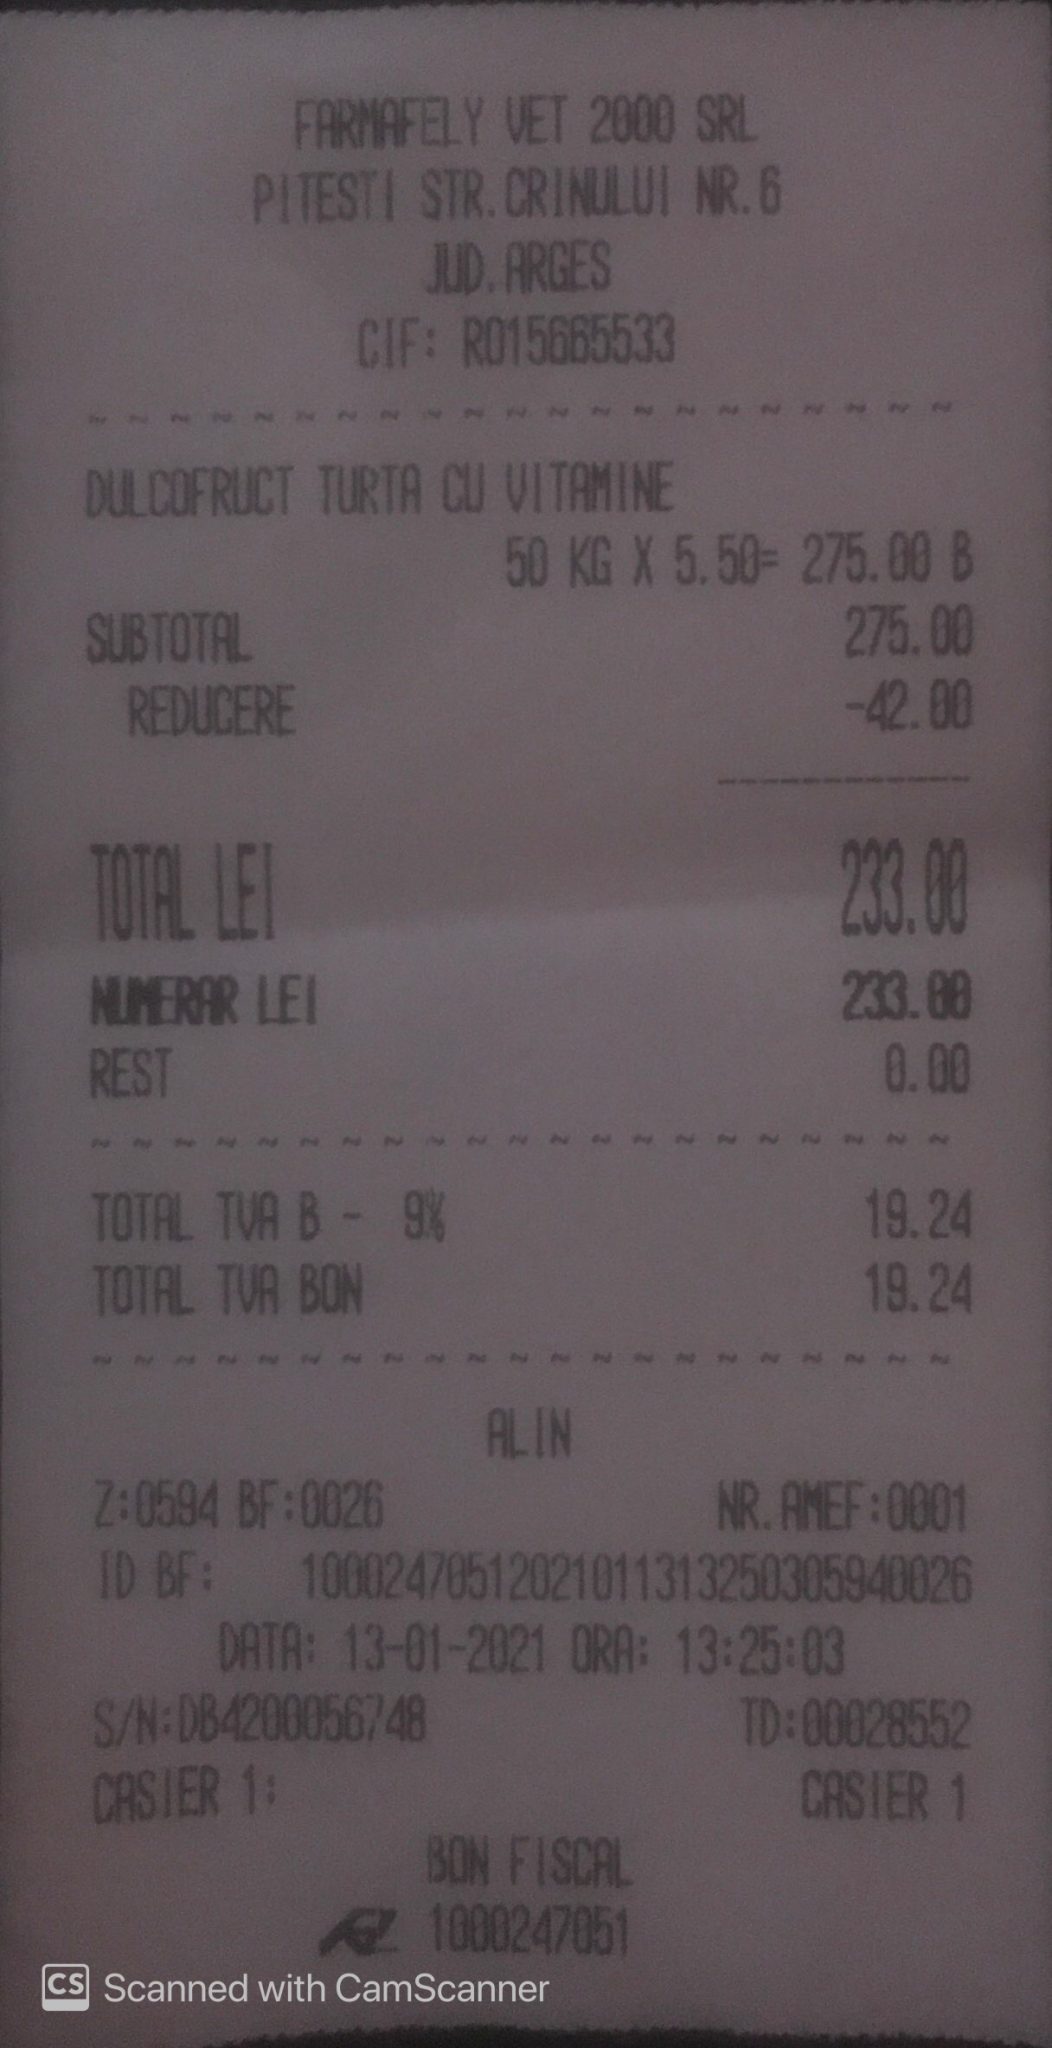 FARMAFELY VET 2000 SRL
PITESTI STR.CRINULUI NR.6
JUD.ARGES
CIF: RO15665533
~ ~ ~ ~ ~ ~ ~ ~ ~ ~ ~ ~ ~ ~ ~ ~ ~ ~ ~ ~ ~
DULCOFRUCT TURTA CU VITAMINE
50 KG X 5.50= 275.00 B
SUBTOTAL 275.00
REDUCERE -42.00
------------
TOTAL LEI 233.00
NUMERAR LEI 233.00
REST 0.00
~ ~ ~ ~ ~ ~ ~ ~ ~ ~ ~ ~ ~ ~ ~ ~ ~ ~ ~ ~ ~
TOTAL TVA B - 9% 19.24
TOTAL TVA BON 19.24
~ ~ ~ ~ ~ ~ ~ ~ ~ ~ ~ ~ ~ ~ ~ ~ ~ ~ ~ ~ ~
ALIN
Z:0594 BF:0026 NR.AMEF:0001
ID BF: 10002470512021011313250305940026
DATA: 13-01-2021 ORA: 13:25:03
S/N:DB4200056748 TD:00028552
CASIER 1: CASIER 1
BON FISCAL
1000247051
CS Scanned with CamScanner